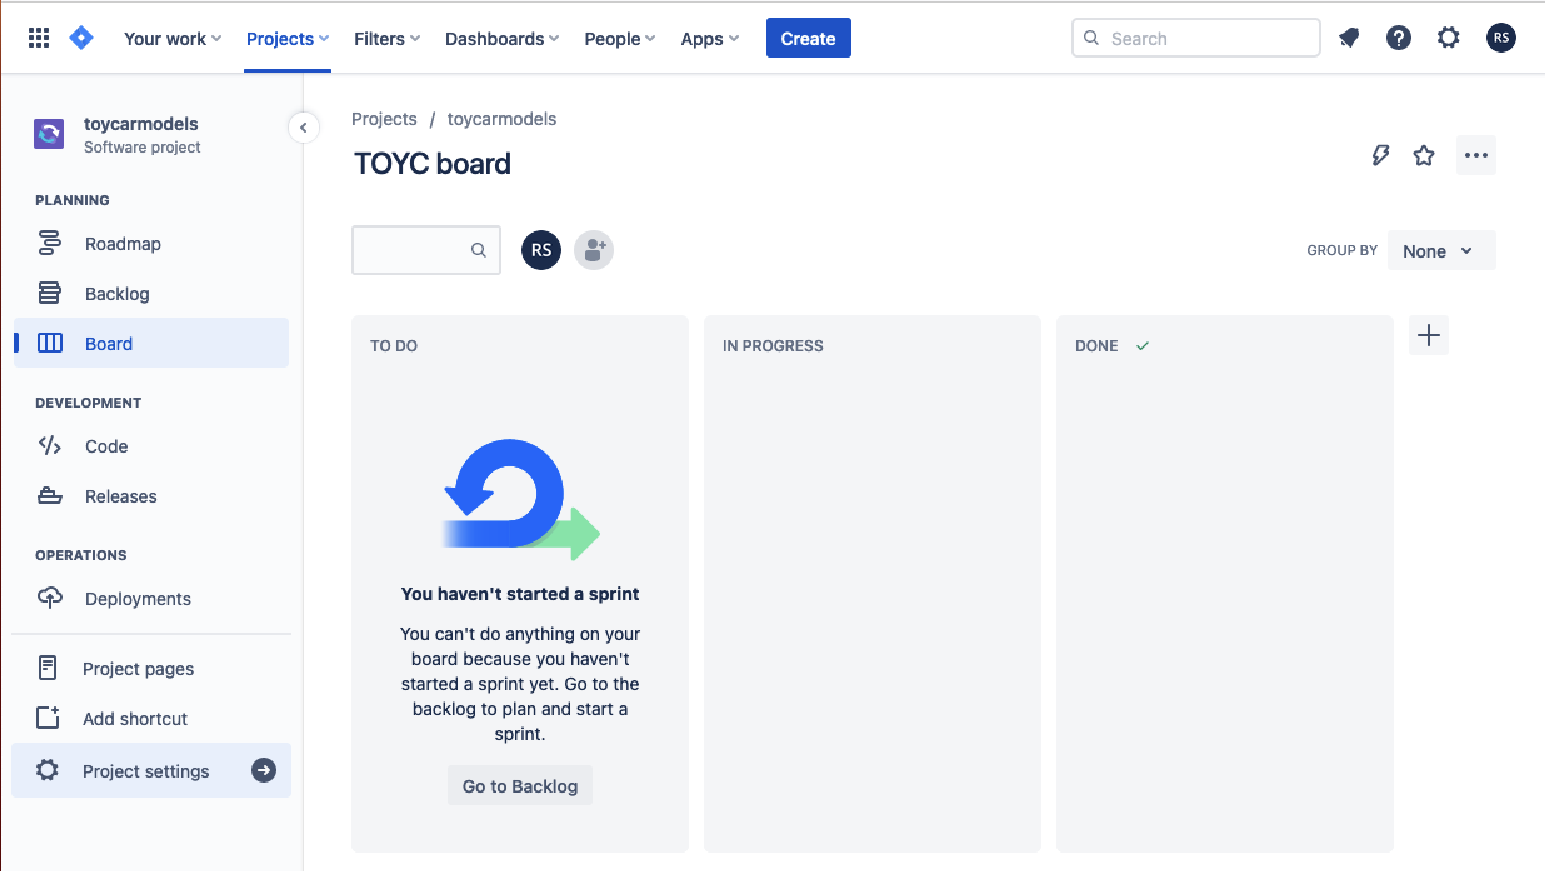 Your work Projects Filters Dashboards People Apps Create Search RS
toycarmodels
Software project
PLANNING
Roadmap
Backlog
Board
DEVELOPMENT
Code
Releases
OPERATIONS
Deployments
Project pages
Add shortcut
Project settings
Projects / toycarmodels
TOYC board
RS
GROUP BY None
TO DO
You haven't started a sprint
You can't do anything on your
board because you haven't
started a sprint yet. Go to the
backlog to plan and start a
sprint.
Go to Backlog
IN PROGRESS
DONE